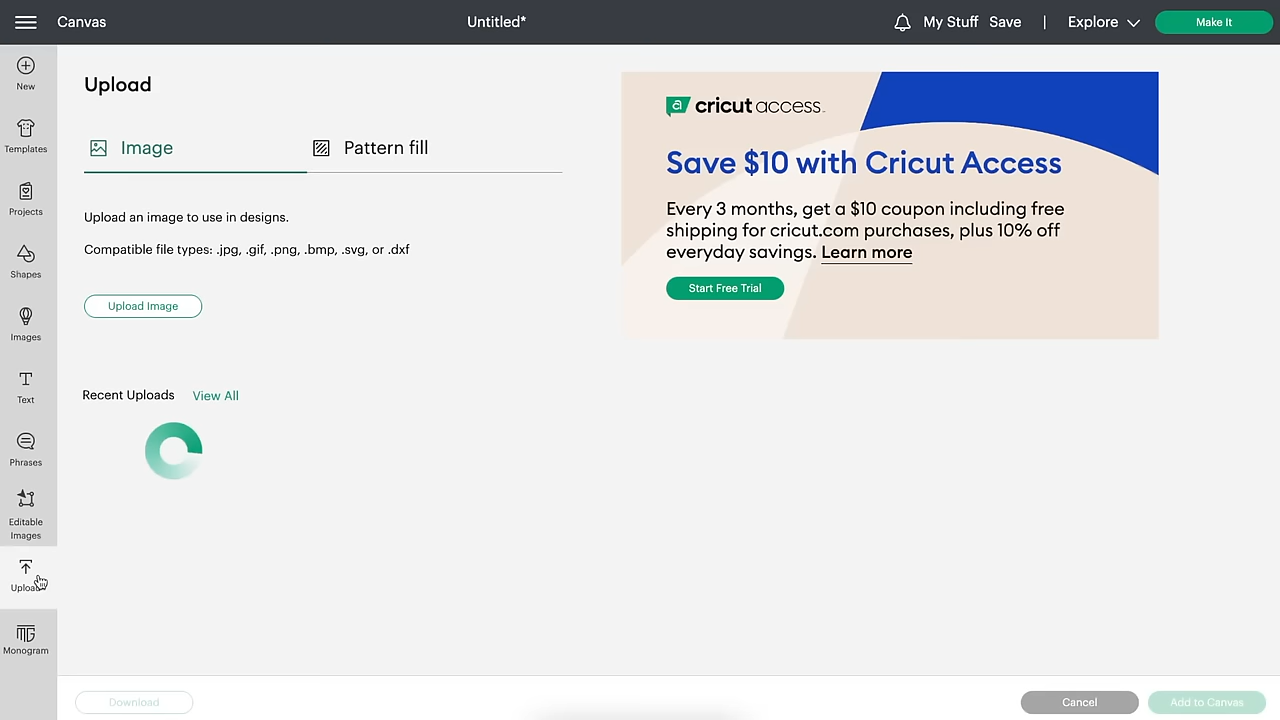 Canvas
Untitled*
My Stuff Save | Explore
Make It
New
Templates
Projects
Shapes
Images
Text
Phrases
Editable
Images
Upload
Monogram
Upload
Image
Pattern fill
Upload an image to use in designs.
Compatible file types: .jpg, .gif, .png, .bmp, .svg, or .dxf
Upload Image
Recent Uploads View All
a cricut access™
Save $10 with Cricut Access
Every 3 months, get a $10 coupon including free
shipping for cricut.com purchases, plus 10% off
everyday savings. Learn more
Start Free Trial
Download
Cancel
Add to Canvas